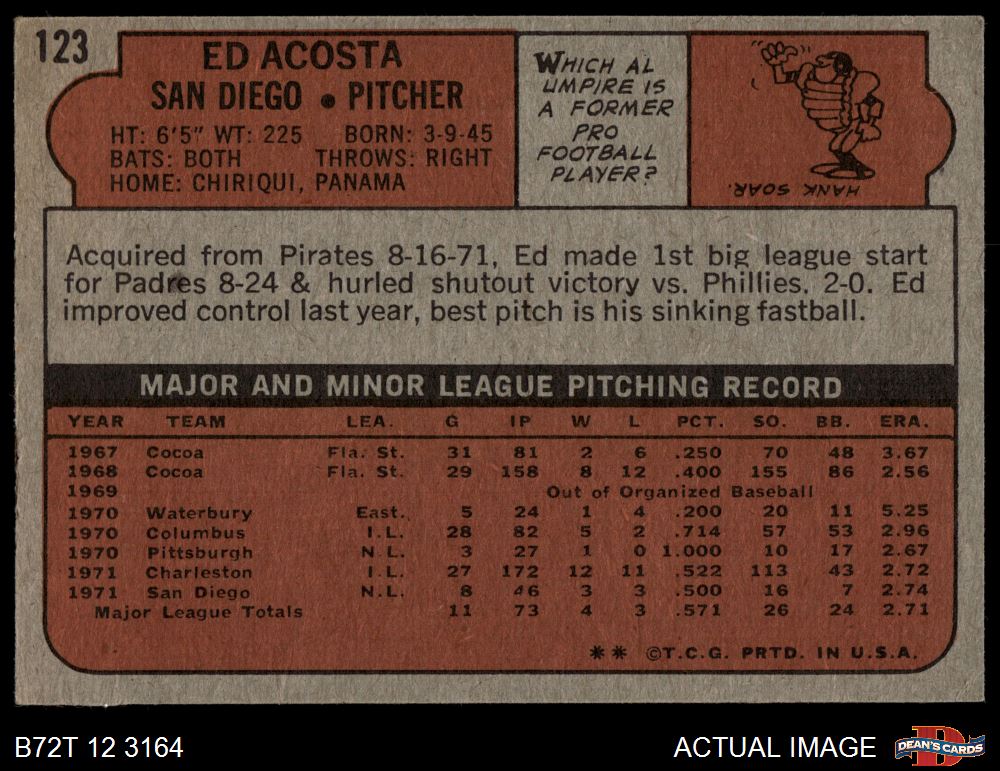 123
ED ACOSTA
SAN DIEGO • PITCHER
HT: 6'5" WT: 225 BORN: 3-9-45
BATS: BOTH THROWS: RIGHT
HOME: CHIRIQUI, PANAMA
WHICH AL
UMPIRE IS
A FORMER
PRO
FOOTBALL
PLAYER?
HANK SOAR.
Acquired from Pirates 8-16-71, Ed made 1st big league start
for Padres 8-24 & hurled shutout victory vs. Phillies, 2-0. Ed
improved control last year, best pitch is his sinking fastball.
MAJOR AND MINOR LEAGUE PITCHING RECORD
YEAR TEAM LEA. G IP W L PCT. SO. BB. ERA.
1967 Cocoa Fla. St. 31 81 2 6 .250 70 48 3.67
1968 Cocoa Fla. St. 29 158 8 12 .400 155 86 2.56
1969 Out of Organized Baseball
1970 Waterbury East. 5 24 1 4 .200 20 11 5.25
1970 Columbus I.L. 28 82 5 2 .714 57 53 2.96
1970 Pittsburgh N.L. 3 27 1 0 1.000 10 17 2.67
1971 Charleston I.L. 27 172 12 11 .522 113 43 2.72
1971 San Diego N.L. 8 46 3 3 .500 16 7 2.74
Major League Totals 11 73 4 3 .571 26 24 2.71
** ©T.C.G. PRTD. IN U.S.A.
B72T 12 3164
ACTUAL IMAGE
DEAN'S CARDS